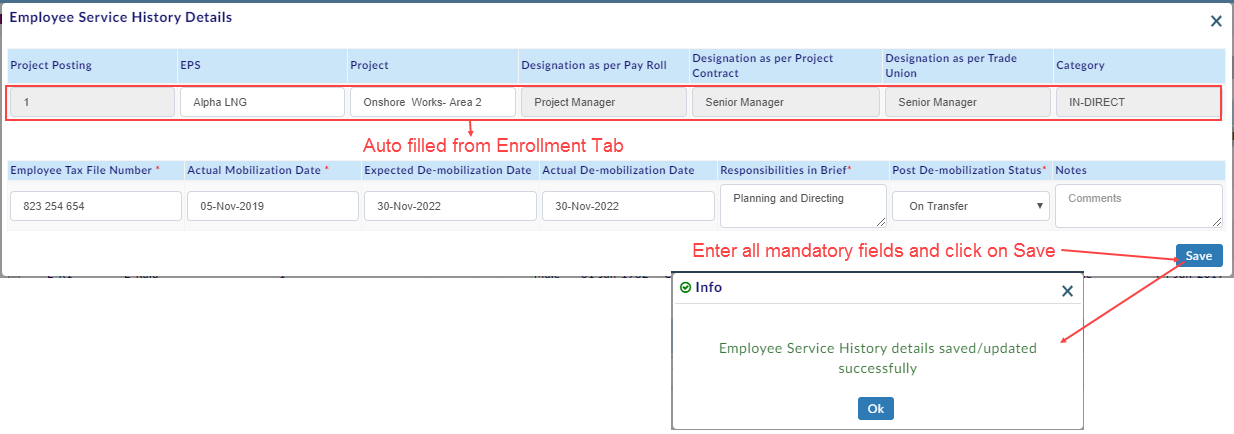 Employee Service History Details
Project Posting EPS Project Designation as per Pay Roll Designation as per Project Contract Designation as per Trade Union Category
1 Alpha LNG Onshore Works- Area 2 Project Manager Senior Manager Senior Manager IN-DIRECT
Auto filled from Enrollment Tab
Employee Tax File Number * Actual Mobilization Date * Expected De-mobilization Date Actual De-mobilization Date Responsibilities in Brief* Post De-mobilization Status* Notes
823 254 654 05-Nov-2019 30-Nov-2022 30-Nov-2022 Planning and Directing On Transfer Comments
Enter all mandatory fields and click on Save
Save
Info
Employee Service History details saved/updated
successfully
Ok